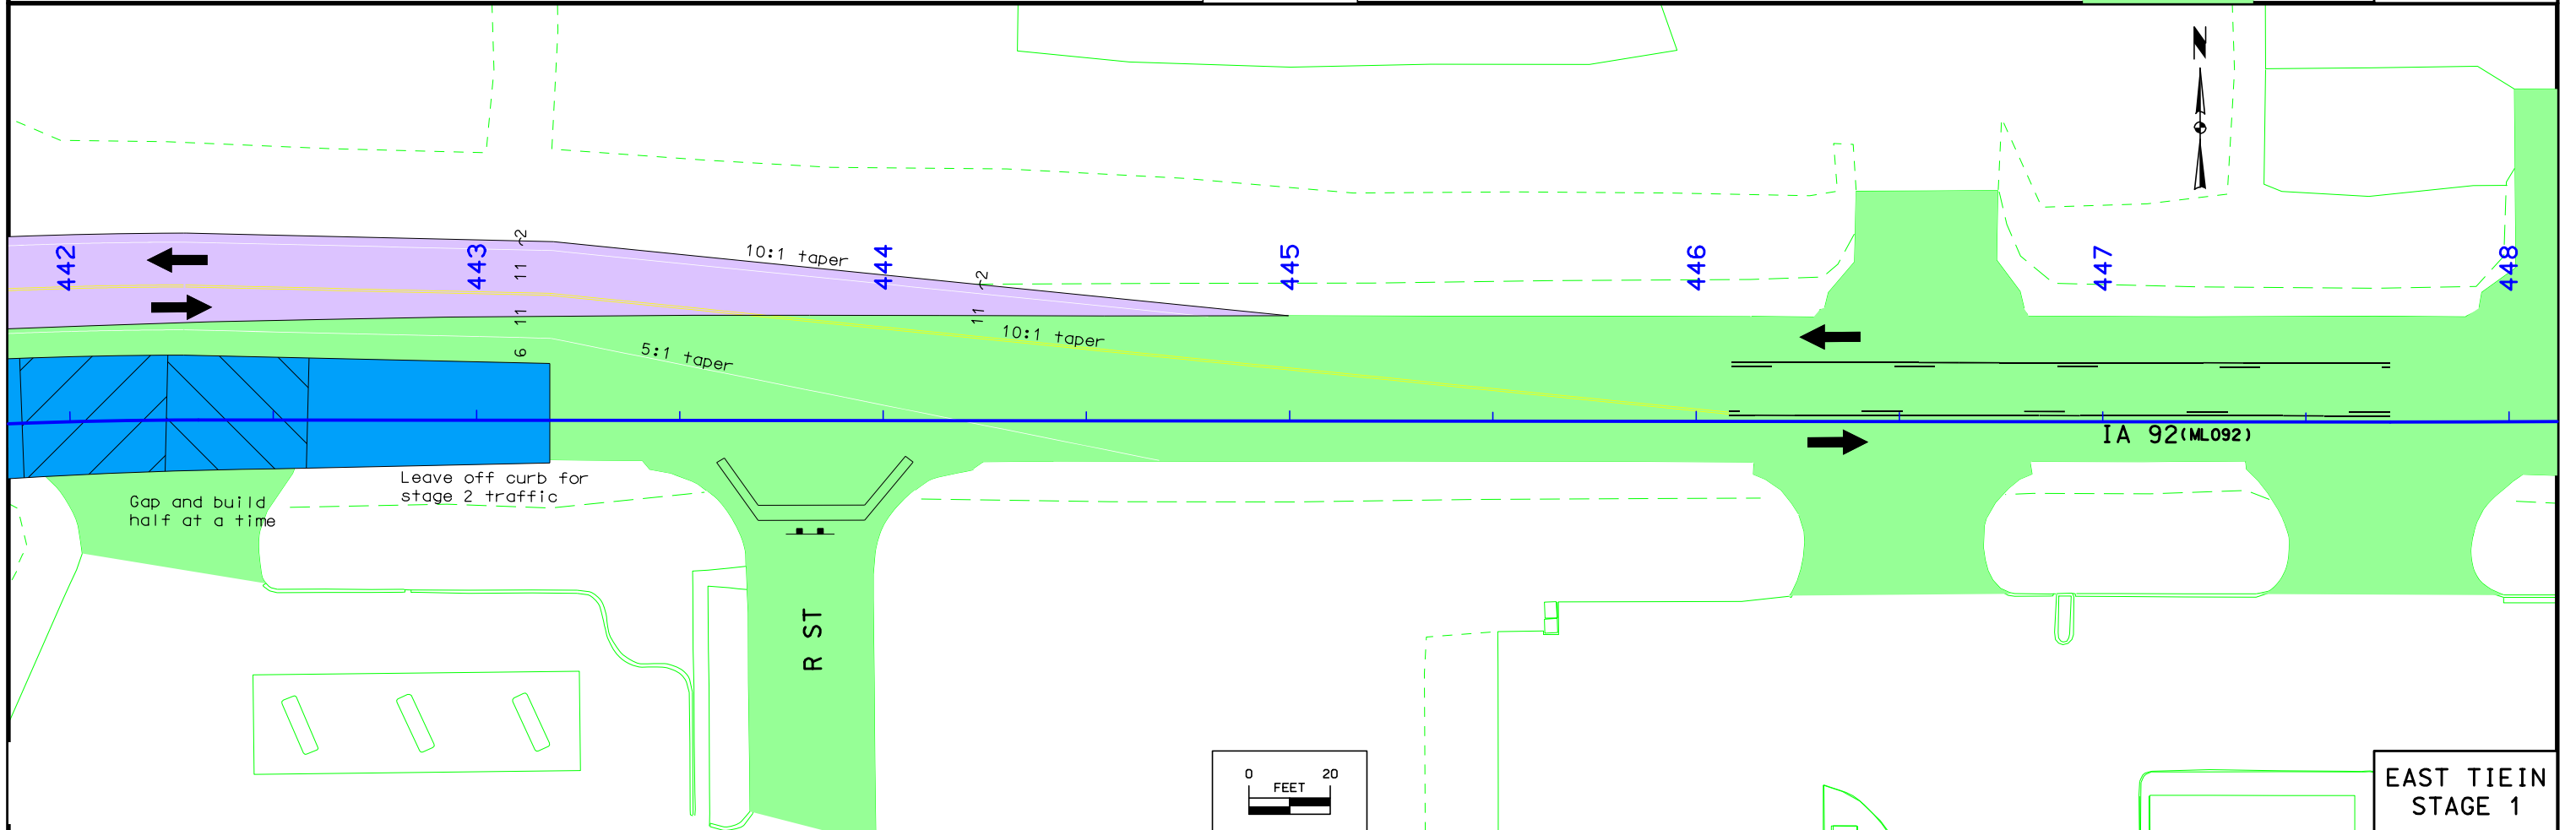 N
442
443
444
445
446
447
448
2
11
11
6
10:1 taper
2
11
10:1 taper
5:1 taper
IA 92(ML092)
Leave off curb for
stage 2 traffic
Gap and build
half at a time
R ST
0 20
FEET
EAST TIEIN
STAGE 1